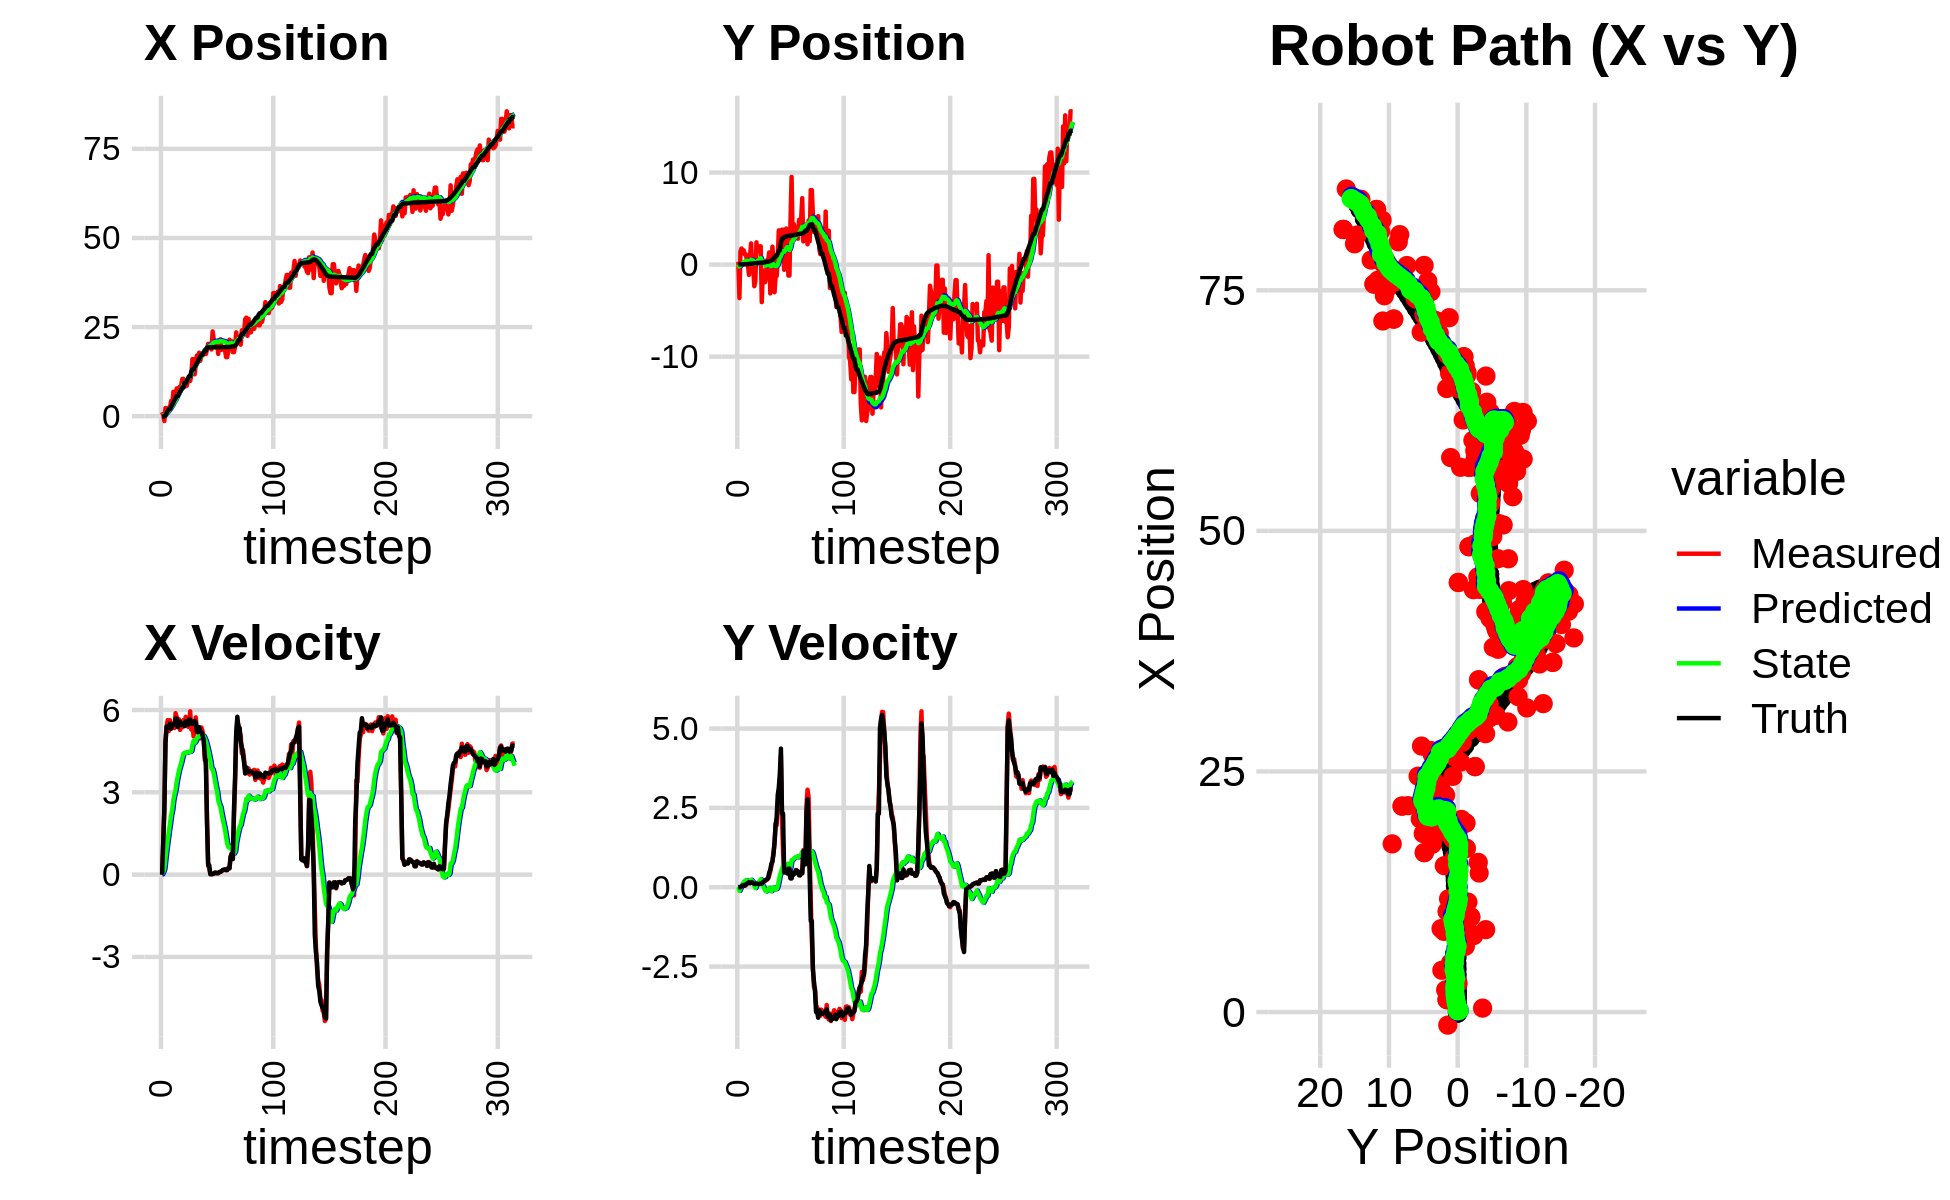 X Position
75
50
25
0
0
100
200
300
timestep
Y Position
10
0
-10
0
100
200
300
timestep
X Velocity
6
3
0
-3
0
100
200
300
timestep
Y Velocity
5.0
2.5
0.0
-2.5
0
100
200
300
timestep
Robot Path (X vs Y)
X Position
75
50
25
0
20 10 0 -10 -20
Y Position
variable
Measured
Predicted
State
Truth